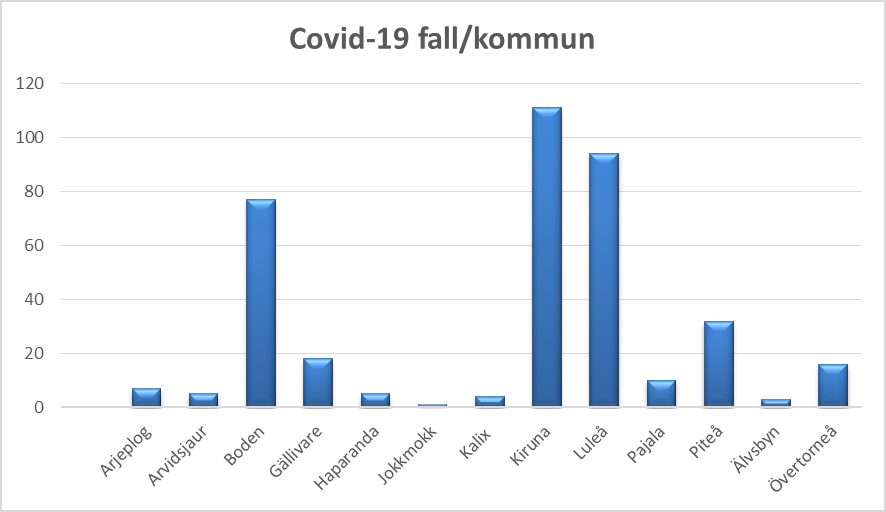 Covid-19 fall/kommun
120
100
80
60
40
20
0
Arjeplog
Arvidsjaur
Boden
Gällivare
Haparanda
Jokkmokk
Kalix
Kiruna
Luleå
Pajala
Piteå
Älvsbyn
Övertorneå